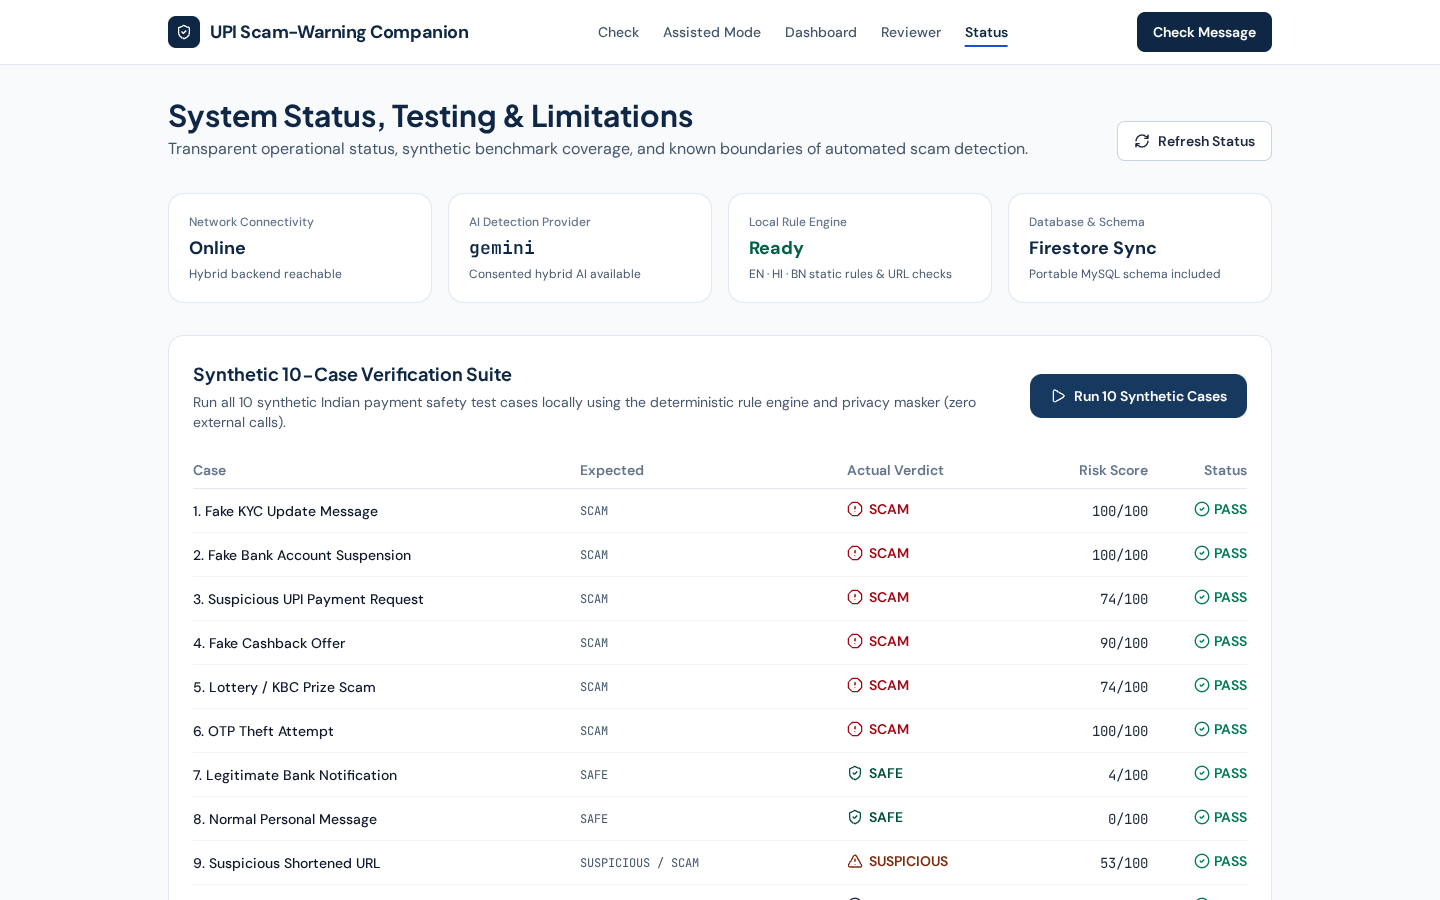 UPI Scam-Warning Companion
Check
Assisted Mode
Dashboard
Reviewer
Status
Check Message
System Status, Testing & Limitations
Transparent operational status, synthetic benchmark coverage, and known boundaries of automated scam detection.
Refresh Status
Network Connectivity
Online
Hybrid backend reachable
AI Detection Provider
gemini
Consented hybrid AI available
Local Rule Engine
Ready
EN · HI · BN static rules & URL checks
Database & Schema
Firestore Sync
Portable MySQL schema included
Synthetic 10-Case Verification Suite
Run all 10 synthetic Indian payment safety test cases locally using the deterministic rule engine and privacy masker (zero
external calls).
Run 10 Synthetic Cases
Case Expected Actual Verdict Risk Score Status
1. Fake KYC Update Message SCAM SCAM 100/100 PASS
2. Fake Bank Account Suspension SCAM SCAM 100/100 PASS
3. Suspicious UPI Payment Request SCAM SCAM 74/100 PASS
4. Fake Cashback Offer SCAM SCAM 90/100 PASS
5. Lottery / KBC Prize Scam SCAM SCAM 74/100 PASS
6. OTP Theft Attempt SCAM SCAM 100/100 PASS
7. Legitimate Bank Notification SAFE SAFE 4/100 PASS
8. Normal Personal Message SAFE SAFE 0/100 PASS
9. Suspicious Shortened URL SUSPICIOUS / SCAM SUSPICIOUS 53/100 PASS